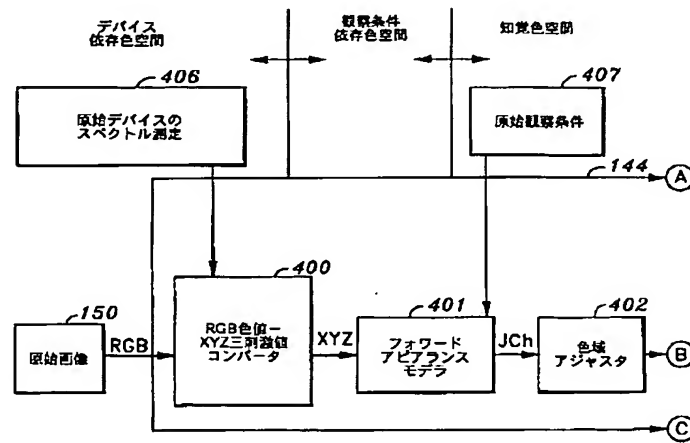 デバイス
依存色空間
観察条件
依存色空間
知覚色空間
406
原始デバイスの
スペクトル測定
407
原始観察条件
144
A
400
RGB色値ー
XYZ三刺激値
コンバータ
150
原始画像
RGB
XYZ
401
フォワード
アピアランス
モデラ
JCh
402
色域
アジャスタ
B
C